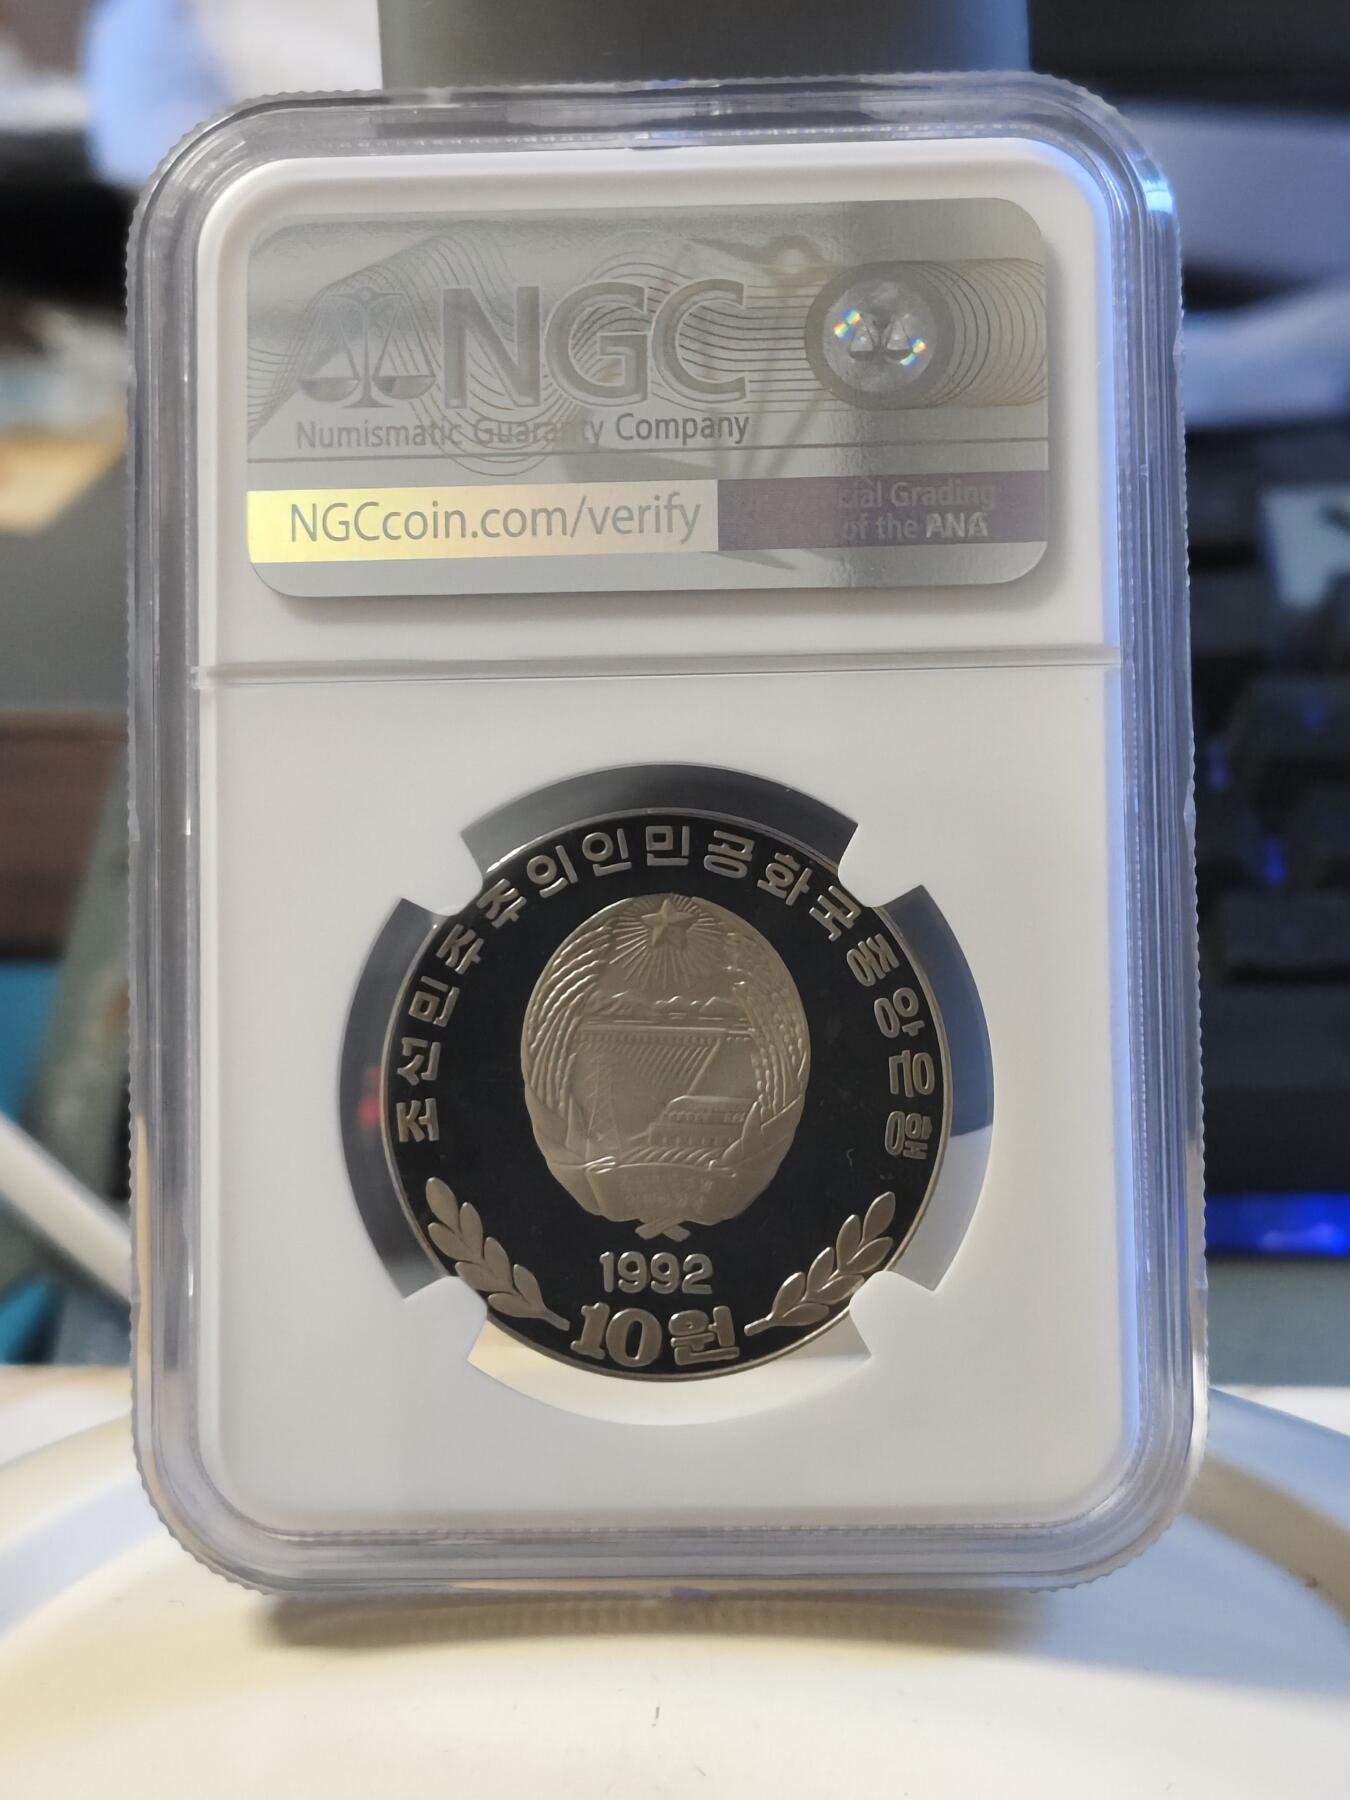 NGC
Numismatic Guaranty Company
NGCcoin.com/verify
Grading
of the ANA
조선민주주의인민공화국중앙은행
1992
10원